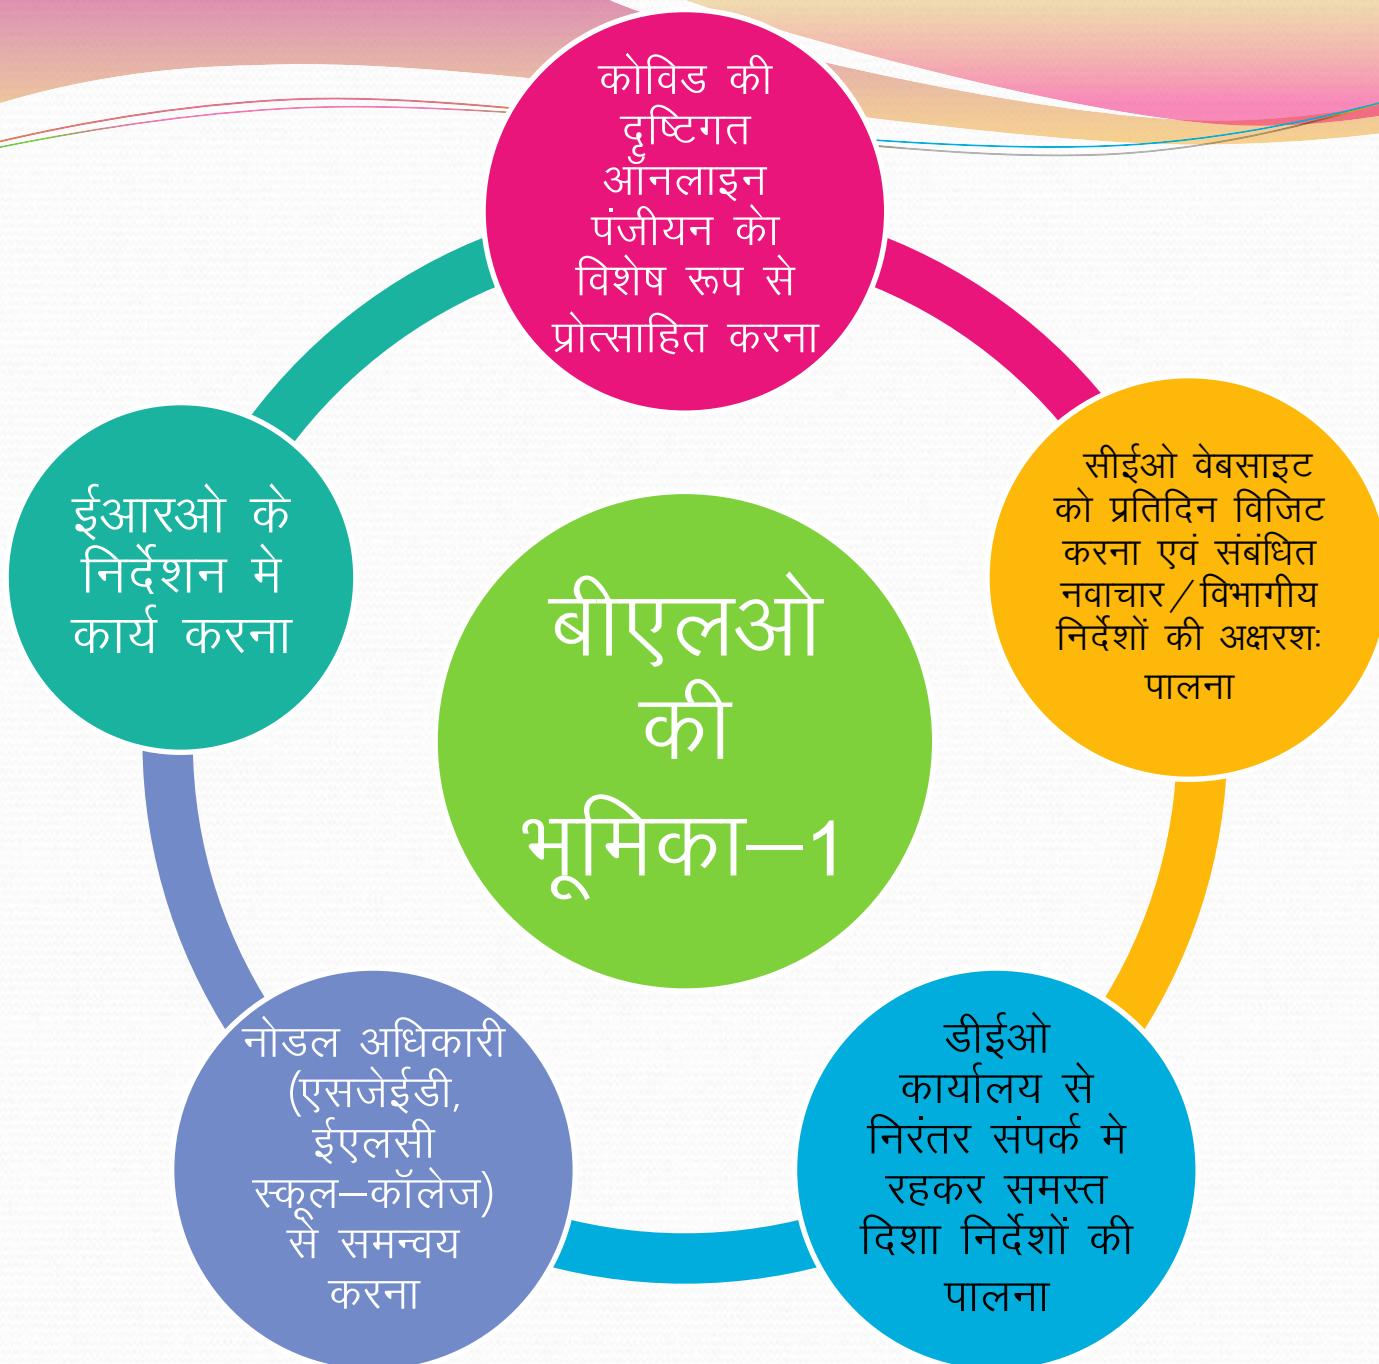 कोविड की
दृष्टिगत
ऑनलाइन
पंजीयन केा
विशेष रूप से
प्रोत्साहित करना
सीईओ वेबसाइट
को प्रतिदिन विजिट
करना एवं संबंधित
नवाचार/विभागीय
निर्देशों की अक्षरशः
पालना
डीईओ
कार्यालय से
निरंतर संपर्क मे
रहकर समस्त
दिशा निर्देशों की
पालना
नोडल अधिकारी
(एसजेईडी,
ईएलसी
स्कूल–कॉलेज)
से समन्वय
करना
ईआरओ के
निर्देशन मे
कार्य करना
बीएलओ
की
भूमिका–1